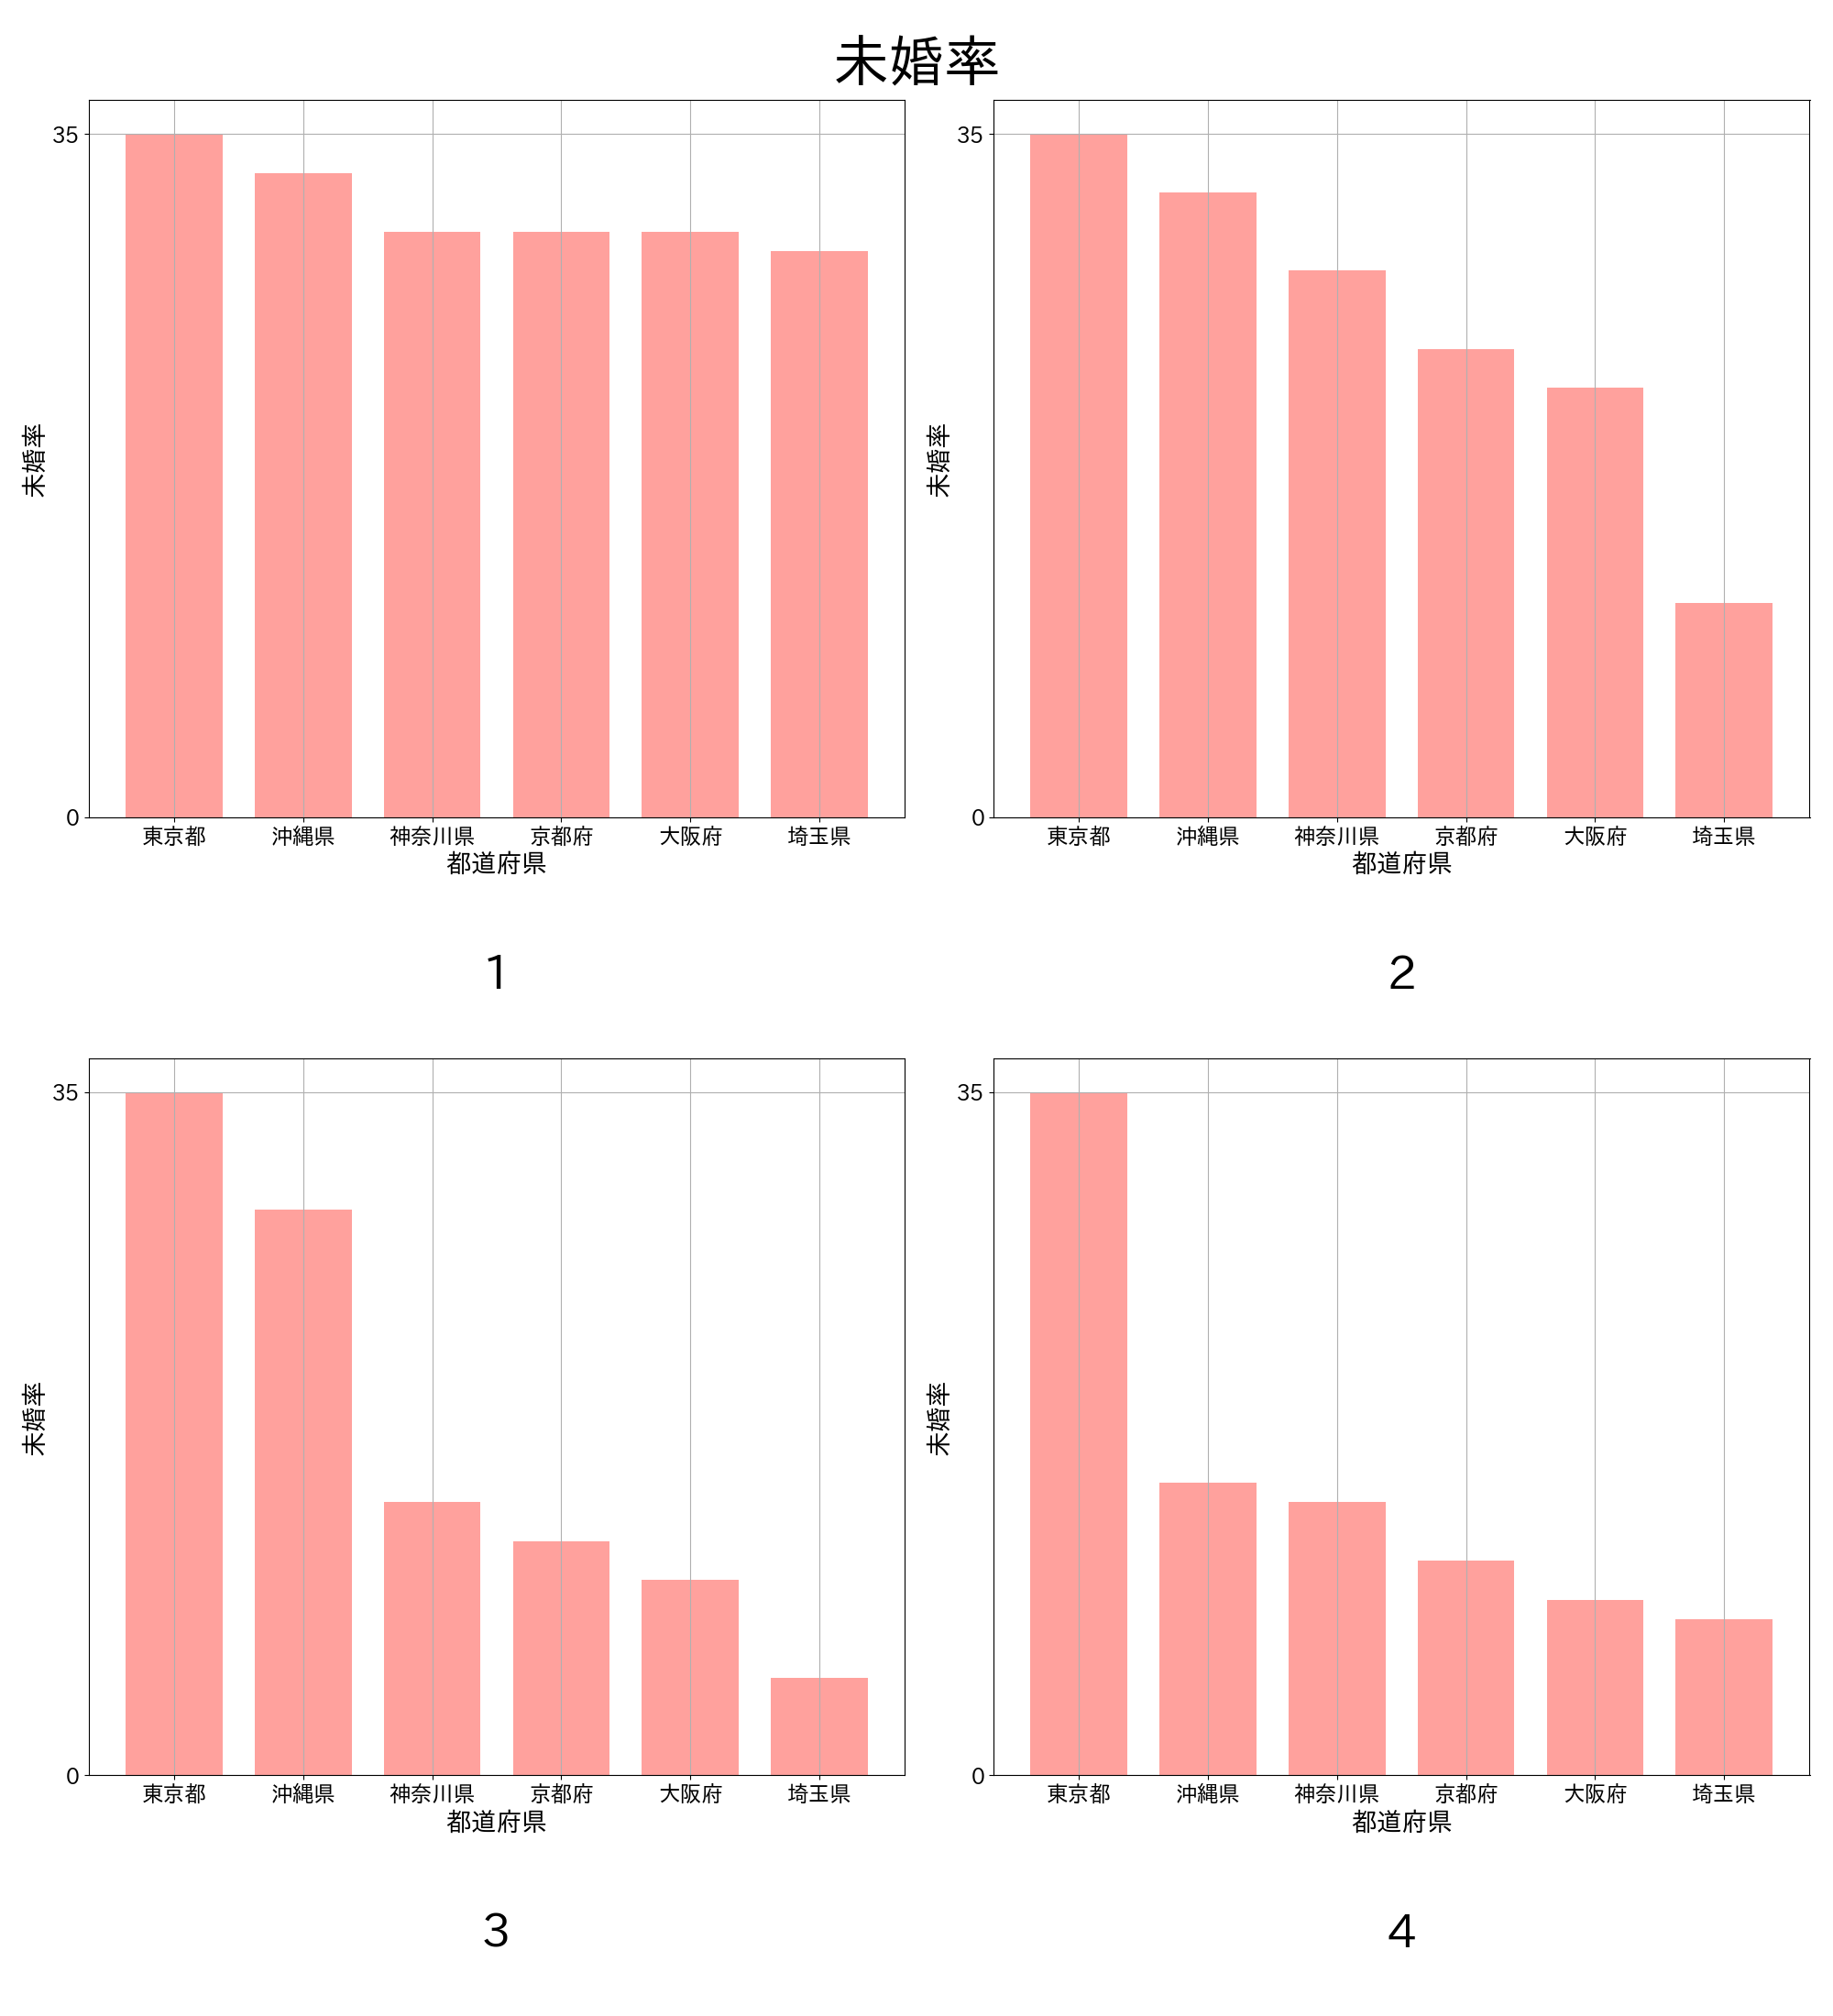 未婚率
35
0
未婚率
東京都 沖縄県 神奈川県 京都府 大阪府 埼玉県
都道府県
1
35
0
未婚率
東京都 沖縄県 神奈川県 京都府 大阪府 埼玉県
都道府県
2
35
0
未婚率
東京都 沖縄県 神奈川県 京都府 大阪府 埼玉県
都道府県
3
35
0
未婚率
東京都 沖縄県 神奈川県 京都府 大阪府 埼玉県
都道府県
4